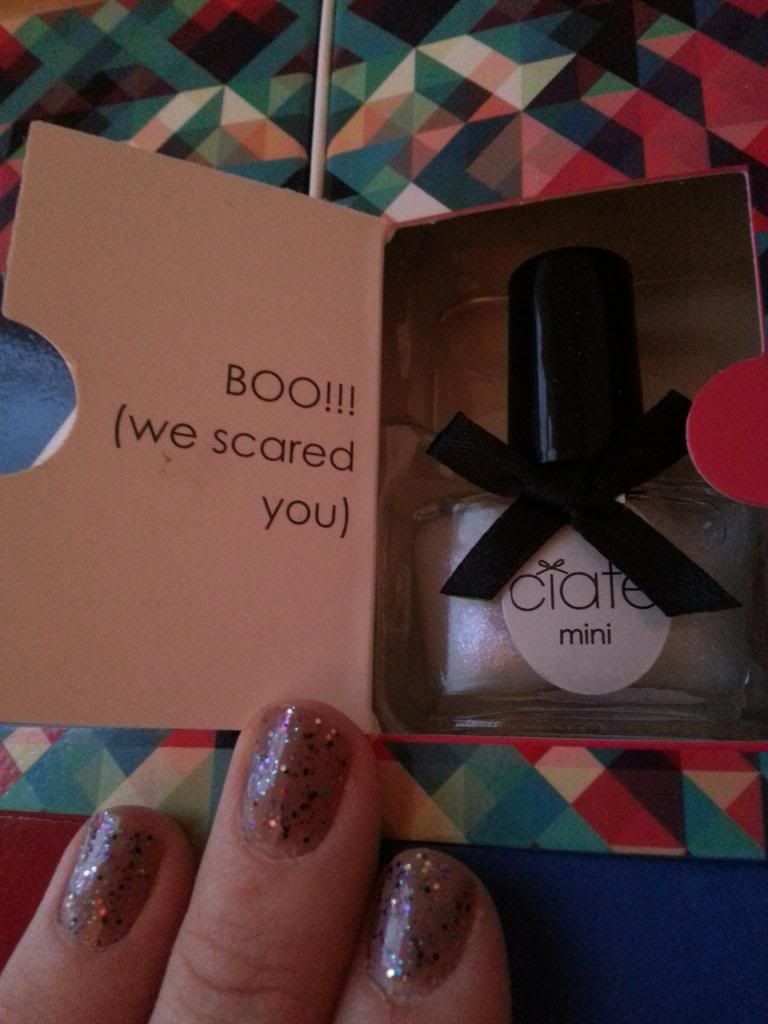 BOO!!!
(we scared
you)
ciaté
mini